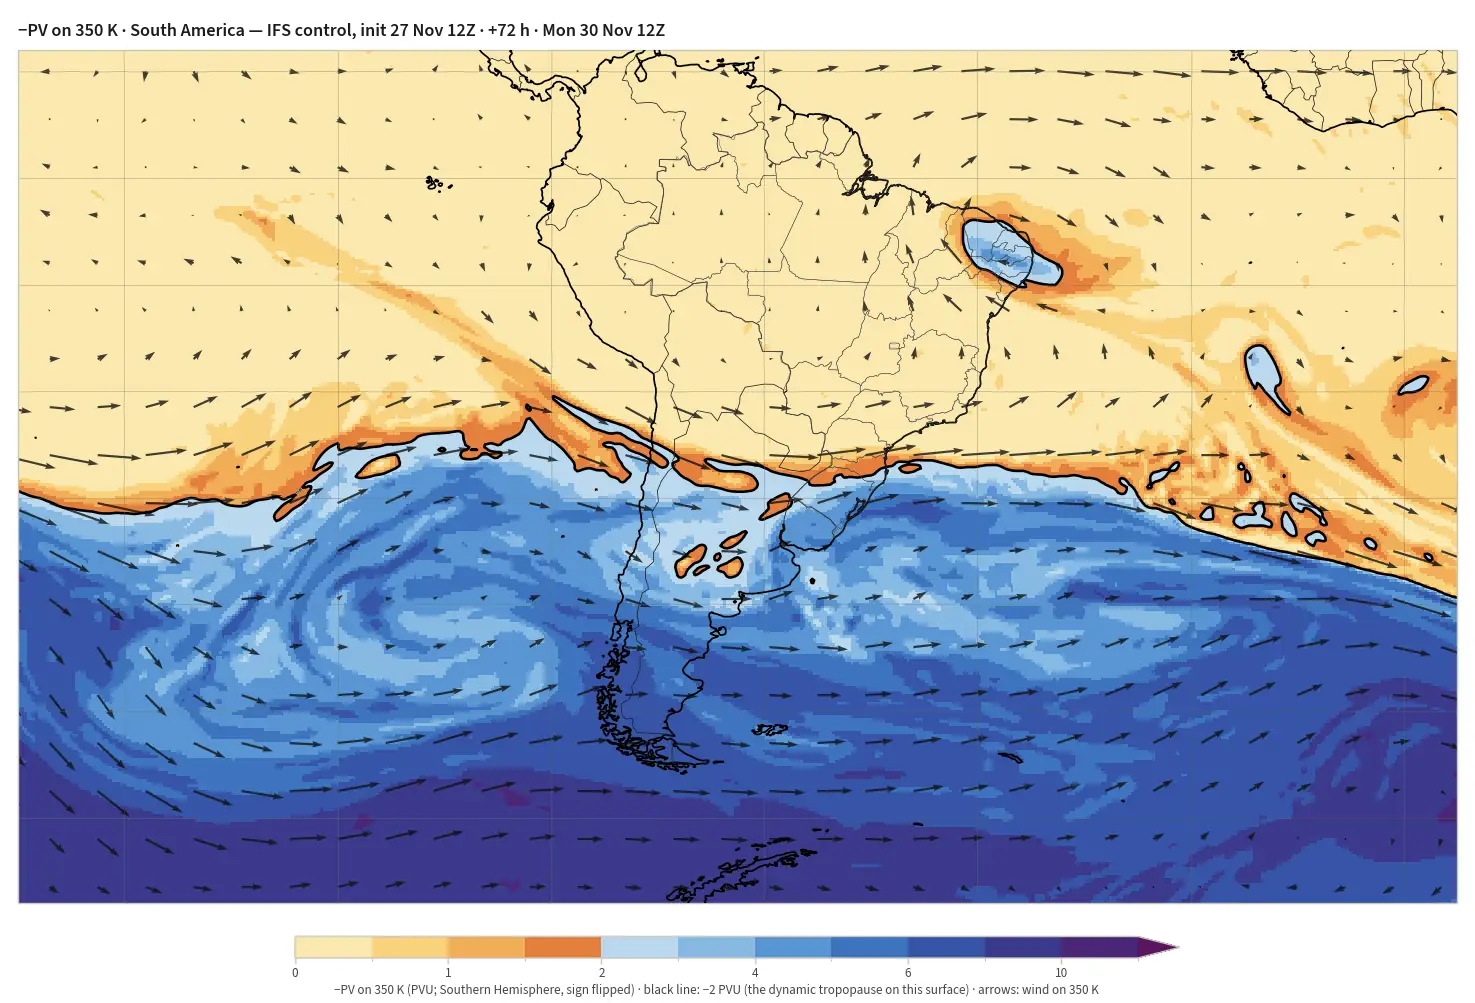 −PV on 350 K · South America — IFS control, init 27 Nov 12Z · +72 h · Mon 30 Nov 12Z
0 1 2 4 6 10
−PV on 350 K (PVU; Southern Hemisphere, sign flipped) · black line: −2 PVU (the dynamic tropopause on this surface) · arrows: wind on 350 K